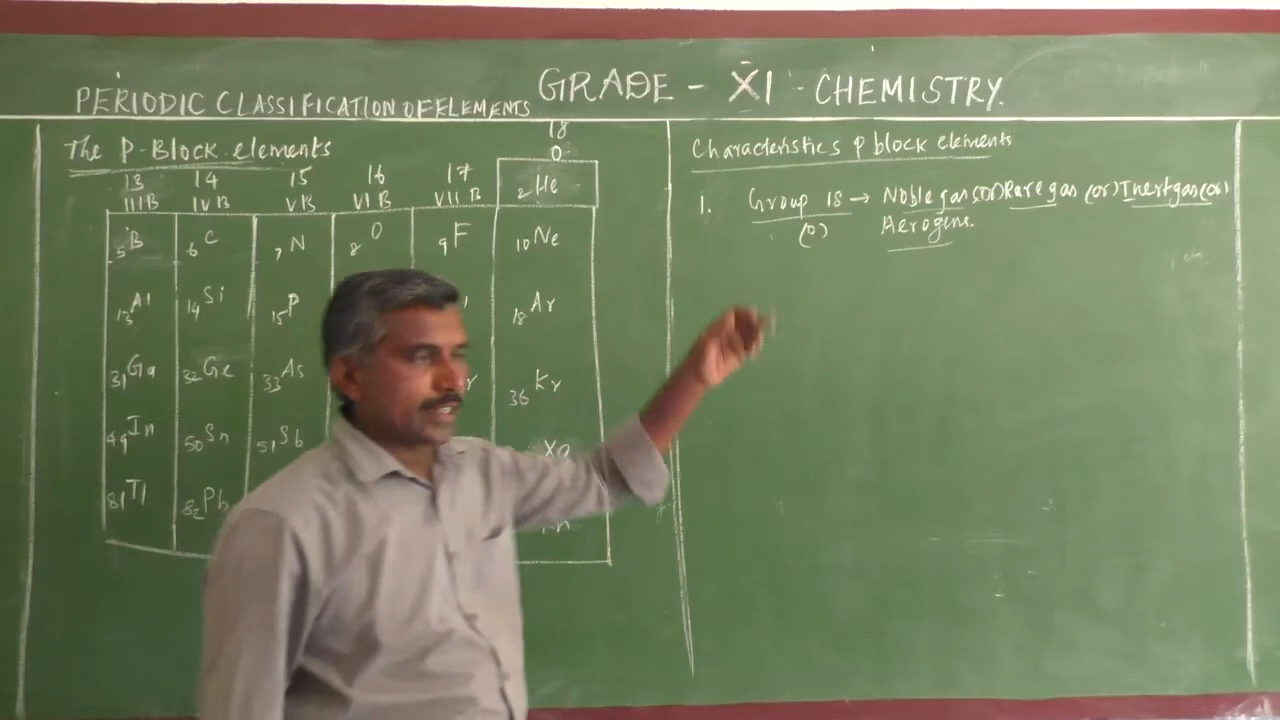 PERIODIC CLASSIFICATION OF ELEMENTS GRADE - XI - CHEMISTRY.
The P-Block elements
18
0
13 14 15 16 17
IIIB IVB VB VIB VIIB 2He
5B 6C 7N 8O 9F 10Ne
13Al 14Si 15P 18Ar
31Ga 32Ge 33As 36Kr
49In 50Sn 51Sb
81Tl 82Pb
Characteristics p block elements
1. Group 18 → Noble gas (or) Rare gas (or) Inert gas (or)
(0) Aerogens.